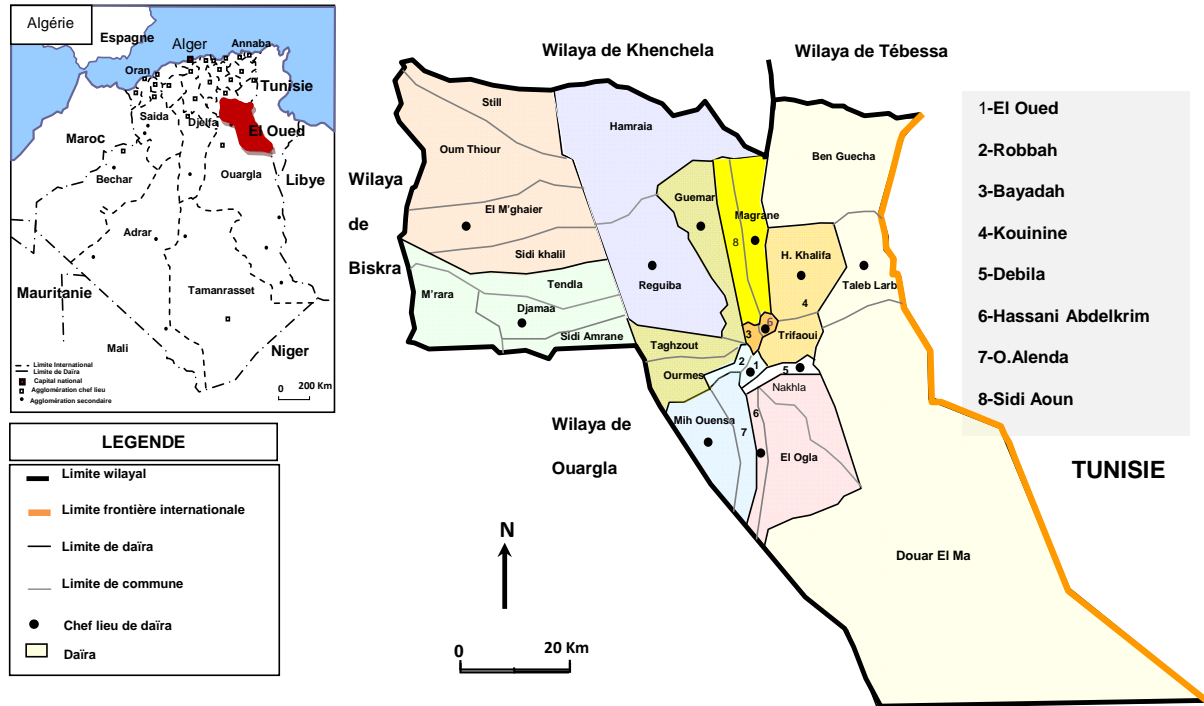 Algérie
Espagne
Alger
Annaba
Oran
Tunisie
Saida
Djelfa
El Oued
Maroc
Bechar
Ouargla
Libye
Adrar
Tamanrasset
Mauritanie
Mali
Niger
Limite International
Limite de Daïra
Capital national
Agglomération chef lieu
Agglomération secondaire
0 200 Km
LEGENDE
Limite wilayal
Limite frontière internationale
Limite de daïra
Limite de commune
Chef lieu de daïra
Daïra
Wilaya de Khenchela
Wilaya de Tébessa
Wilaya
de
Biskra
Wilaya de
Ouargla
TUNISIE
N
0 20 Km
Still
Oum Thiour
El M'ghaier
Sidi khalil
M'rara
Tendla
Djamaa
Sidi Amrane
Hamraia
Reguiba
Guemar
Magrane
8
Ben Guecha
H. Khalifa
4
Taleb Larb
6
3
Trifaoui
Taghzout
Ourmes
2
1
5
Nakhla
Mih Ouensa
7
6
El Ogla
Douar El Ma
1-El Oued
2-Robbah
3-Bayadah
4-Kouinine
5-Debila
6-Hassani Abdelkrim
7-O.Alenda
8-Sidi Aoun